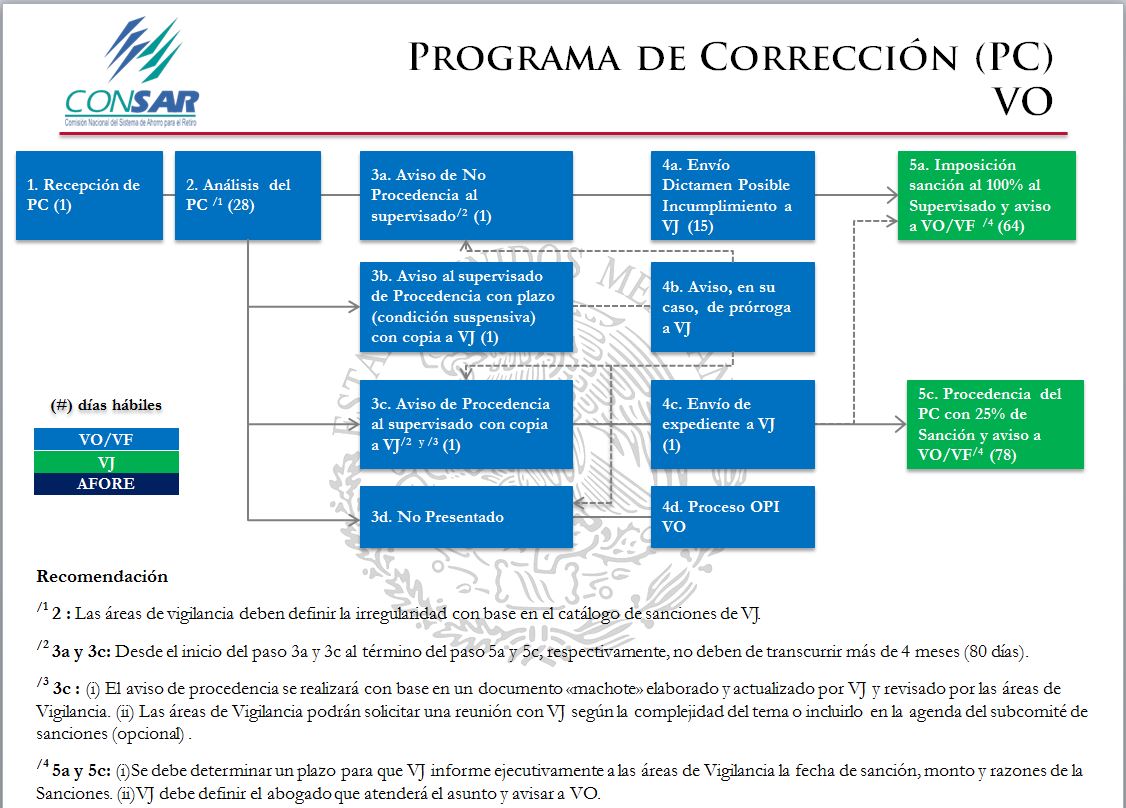 CONSAR
Comisión Nacional del Sistema de Ahorro para el Retiro
PROGRAMA DE CORRECCIÓN (PC)
VO
1. Recepción de
PC (1)
2. Análisis del
PC /1 (28)
3a. Aviso de No
Procedencia al
supervisado/2 (1)
4a. Envío
Dictamen Posible
Incumplimiento a
VJ (15)
5a. Imposición
sanción al 100% al
Supervisado y aviso
a VO/VF /4 (64)
3b. Aviso al supervisado
de Procedencia con plazo
(condición suspensiva)
con copia a VJ (1)
4b. Aviso, en su
caso, de prórroga
a VJ
3c. Aviso de Procedencia
al supervisado con copia
a VJ/2 y /3 (1)
4c. Envío de
expediente a VJ
(1)
5c. Procedencia del
PC con 25% de
Sanción y aviso a
VO/VF/4 (78)
3d. No Presentado
4d. Proceso OPI
VO
(#) días hábiles
VO/VF
VJ
AFORE
Recomendación
/1 2 : Las áreas de vigilancia deben definir la irregularidad con base en el catálogo de sanciones de VJ.
/2 3a y 3c: Desde el inicio del paso 3a y 3c al término del paso 5a y 5c, respectivamente, no deben de transcurrir más de 4 meses (80 días).
/3 3c : (i) El aviso de procedencia se realizará con base en un documento «machote» elaborado y actualizado por VJ y revisado por las áreas de
Vigilancia. (ii) Las áreas de Vigilancia podrán solicitar una reunión con VJ según la complejidad del tema o incluirlo en la agenda del subcomité de
sanciones (opcional) .
/4 5a y 5c: (i)Se debe determinar un plazo para que VJ informe ejecutivamente a las áreas de Vigilancia la fecha de sanción, monto y razones de la
Sanciones. (ii)VJ debe definir el abogado que atenderá el asunto y avisar a VO.